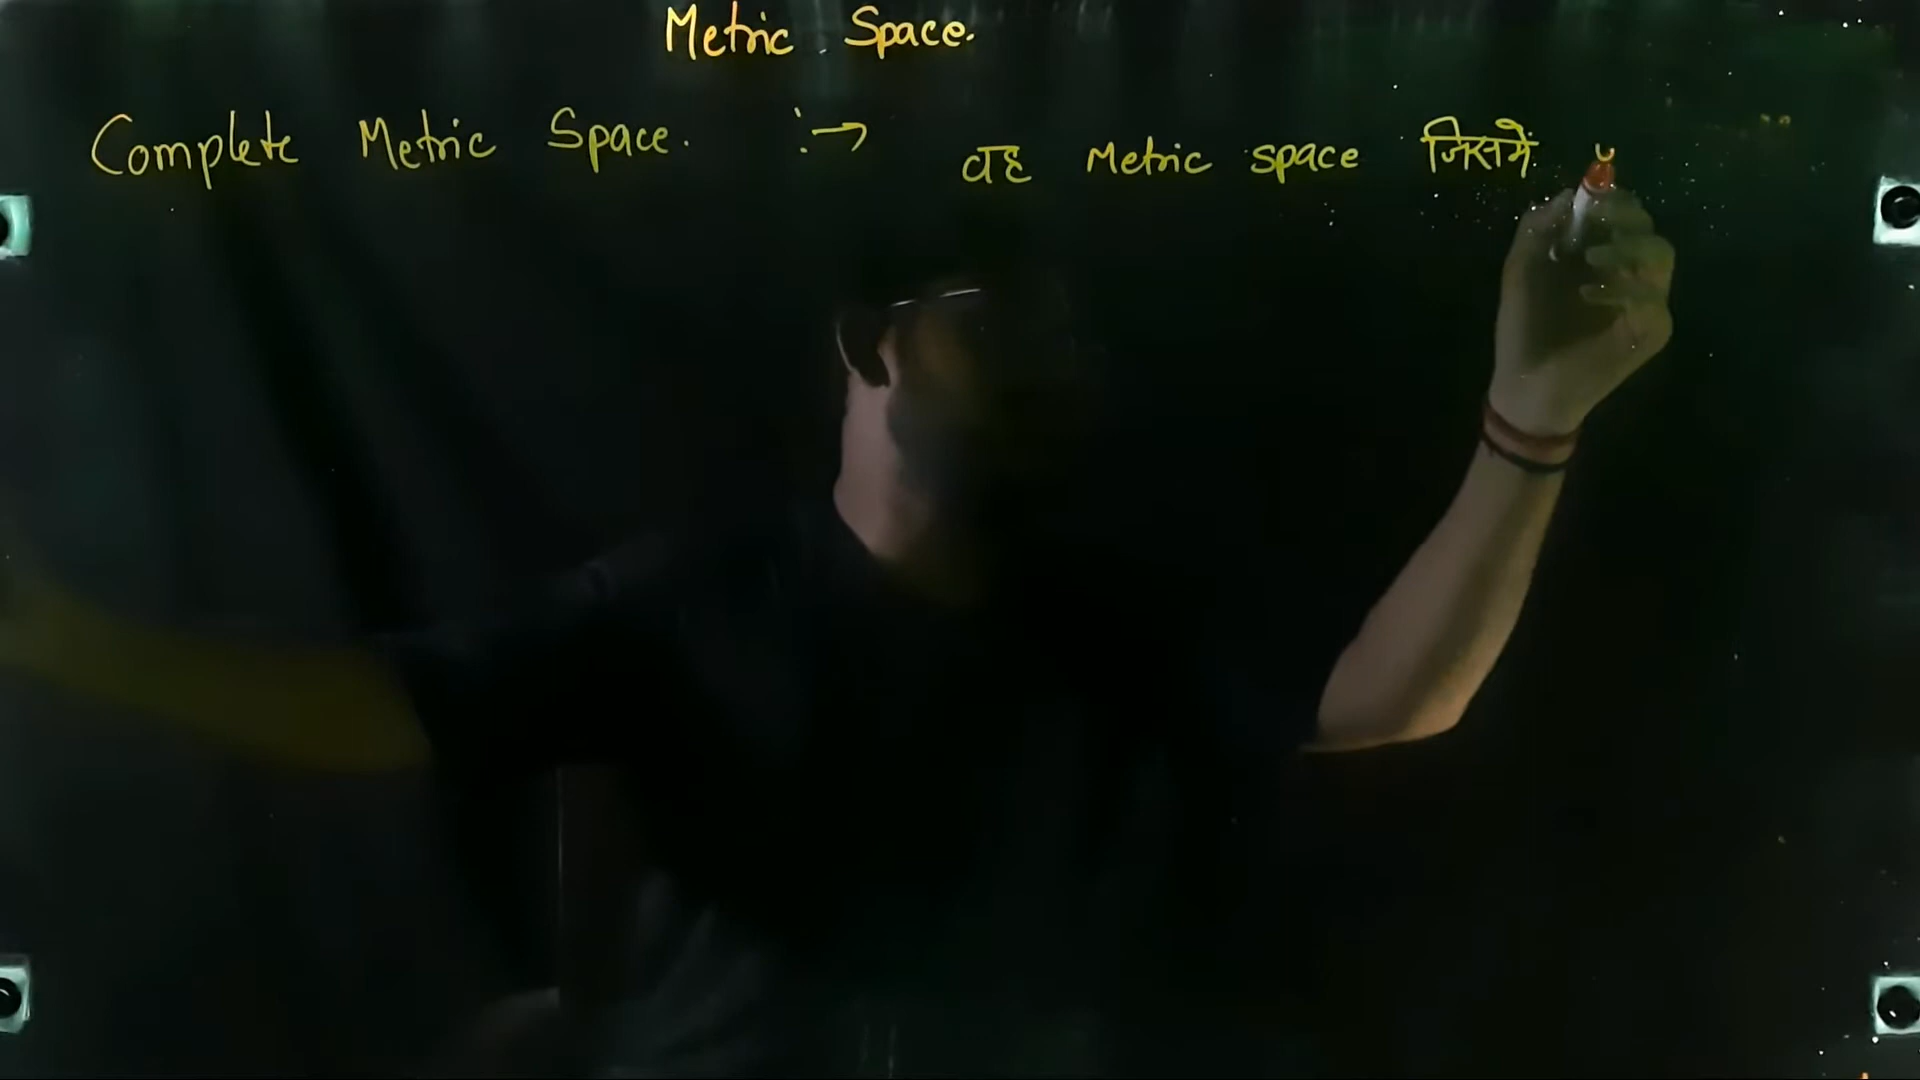 Metric Space.
Complete Metric Space. :→ वह Metric space जिसमें